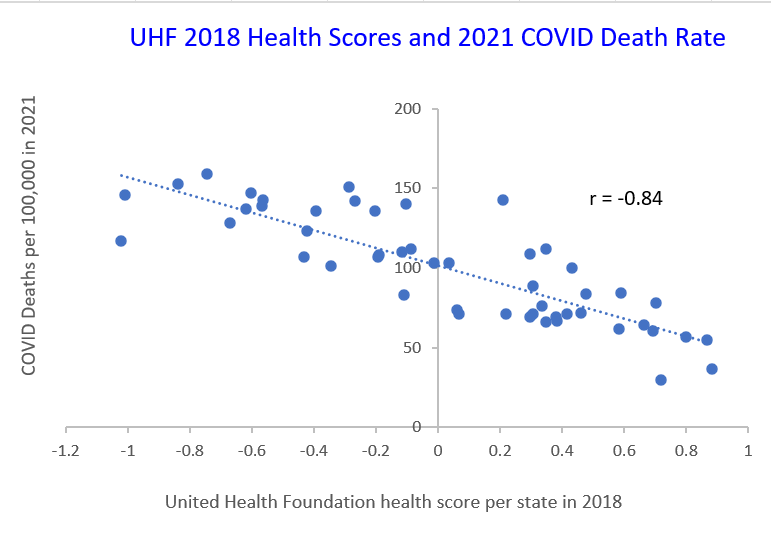 UHF 2018 Health Scores and 2021 COVID Death Rate
COVID Deaths per 100,000 in 2021
200
150
100
50
0
r = -0.84
-1.2 -1 -0.8 -0.6 -0.4 -0.2 0 0.2 0.4 0.6 0.8 1
United Health Foundation health score per state in 2018